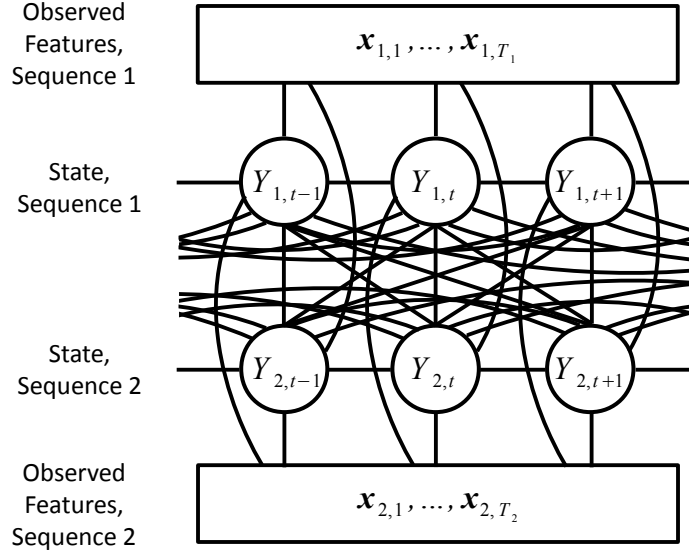 Observed
Features,
Sequence 1
x1,1 ,..., x1,T1
State,
Sequence 1
Y1,t−1
Y1,t
Y1,t+1
State,
Sequence 2
Y2,t−1
Y2,t
Y2,t+1
Observed
Features,
Sequence 2
x2,1 ,..., x2,T2